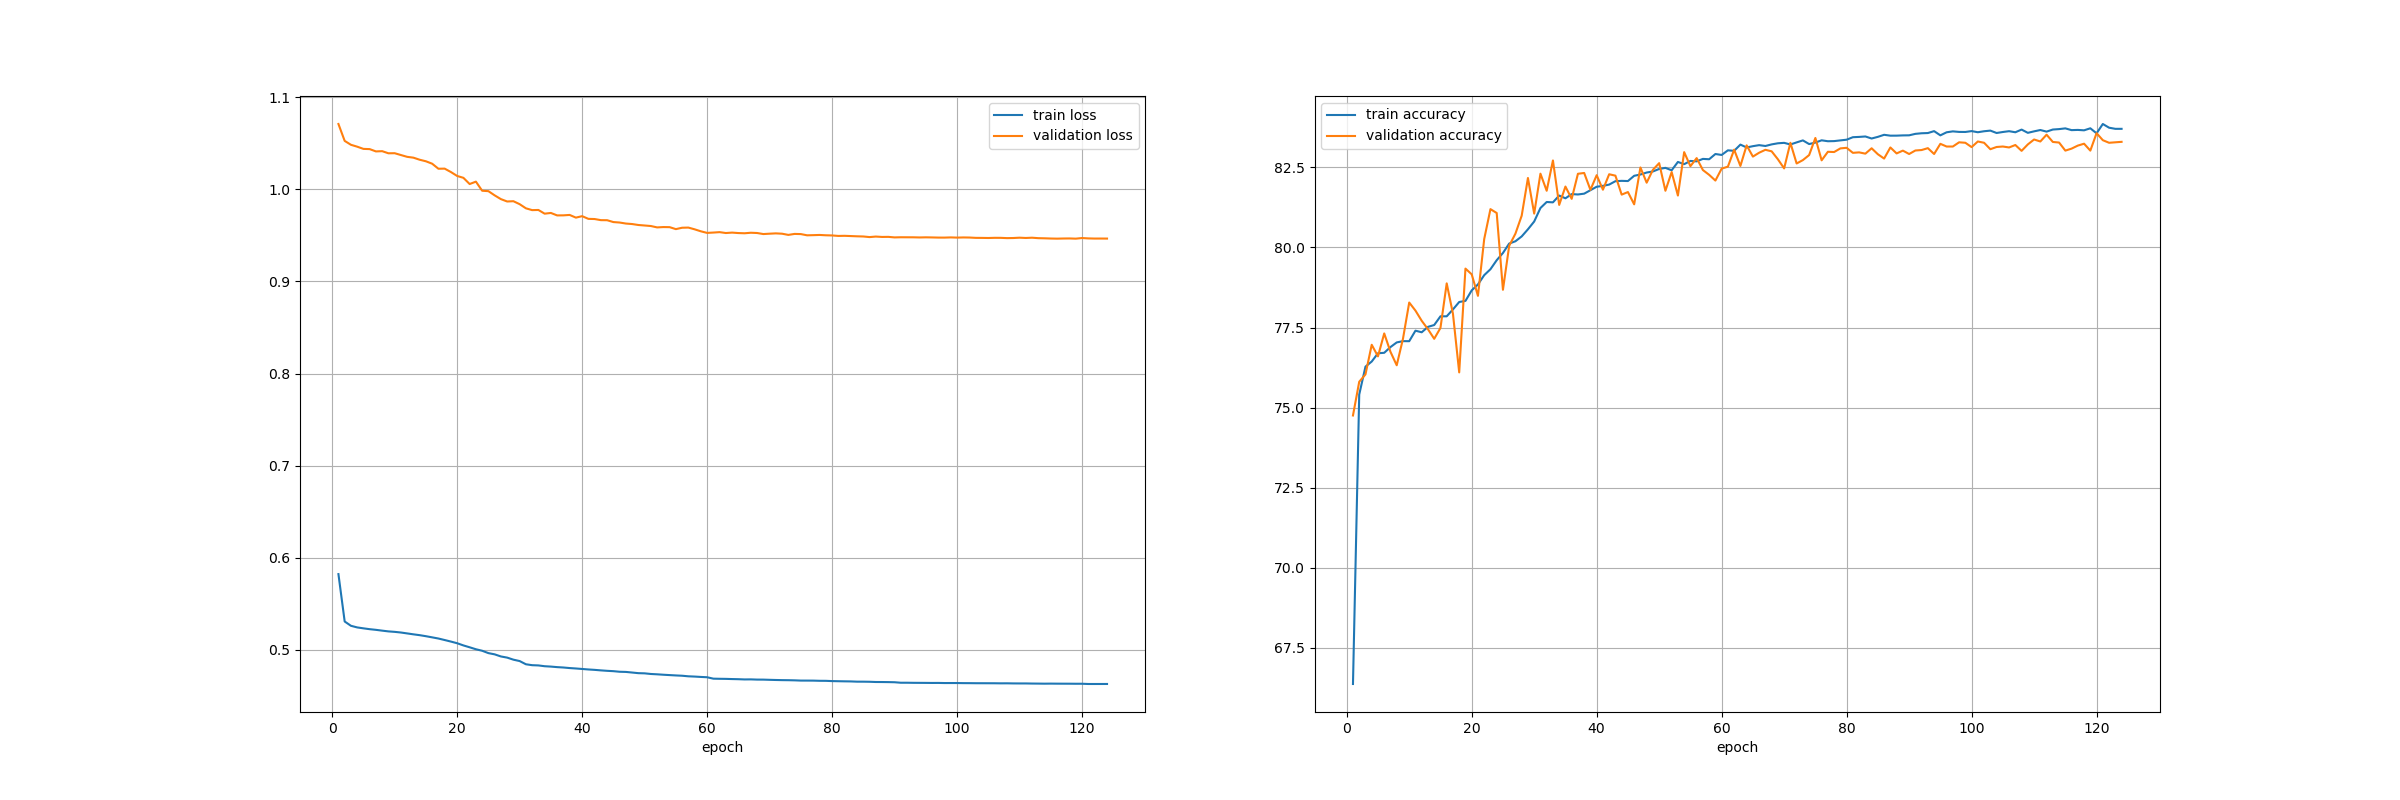 train loss
validation loss
1.1
1.0
0.9
0.8
0.7
0.6
0.5
0 20 40 60 80 100 120
epoch
train accuracy
validation accuracy
82.5
80.0
77.5
75.0
72.5
70.0
67.5
0 20 40 60 80 100 120
epoch